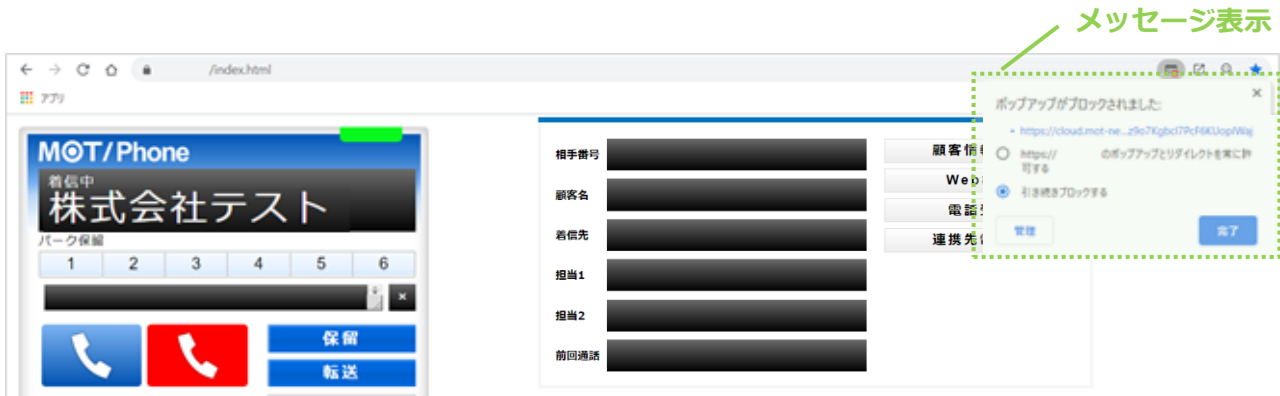 メッセージ表示
/index.html
アプリ
ポップアップがブロックされました:
https://
のポップアップとリダイレクトを常に許
可する
引き続きブロックする
管理
完了
MOT/Phone
着信中
株式会社テスト
パーク保留
1 2 3 4 5 6
保留
転送
相手番号
顧客名
着信先
担当1
担当2
前回通話
顧客情
Web
電話
連携先